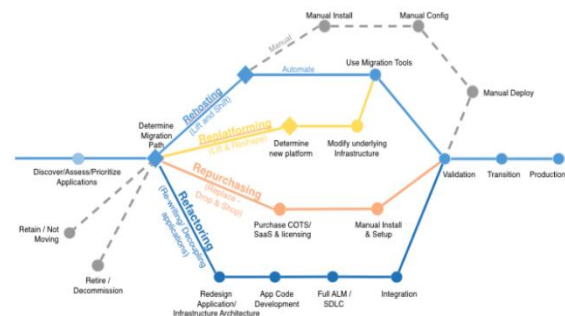 Manual Install
Manual Config
Manual
Automate
Use Migration Tools
Manual Deploy
Rehosting
(Lift and Shift)
Determine
Migration
Path
Replatforming
(Lift & Reshape)
Determine
new platform
Modify underlying
Infrastructure
Discover/Assess/Prioritize
Applications
Repurchasing
(Replace -
Drop & Shop)
Validation
Transition
Production
Purchase COTS/
SaaS & licensing
Manual Install
& Setup
Refactoring
(Re-writing/ Decoupling
applications)
Retain / Not
Moving
Retire /
Decommission
Redesign
Application/
Infrastructure Architecture
App Code
Development
Full ALM /
SDLC
Integration